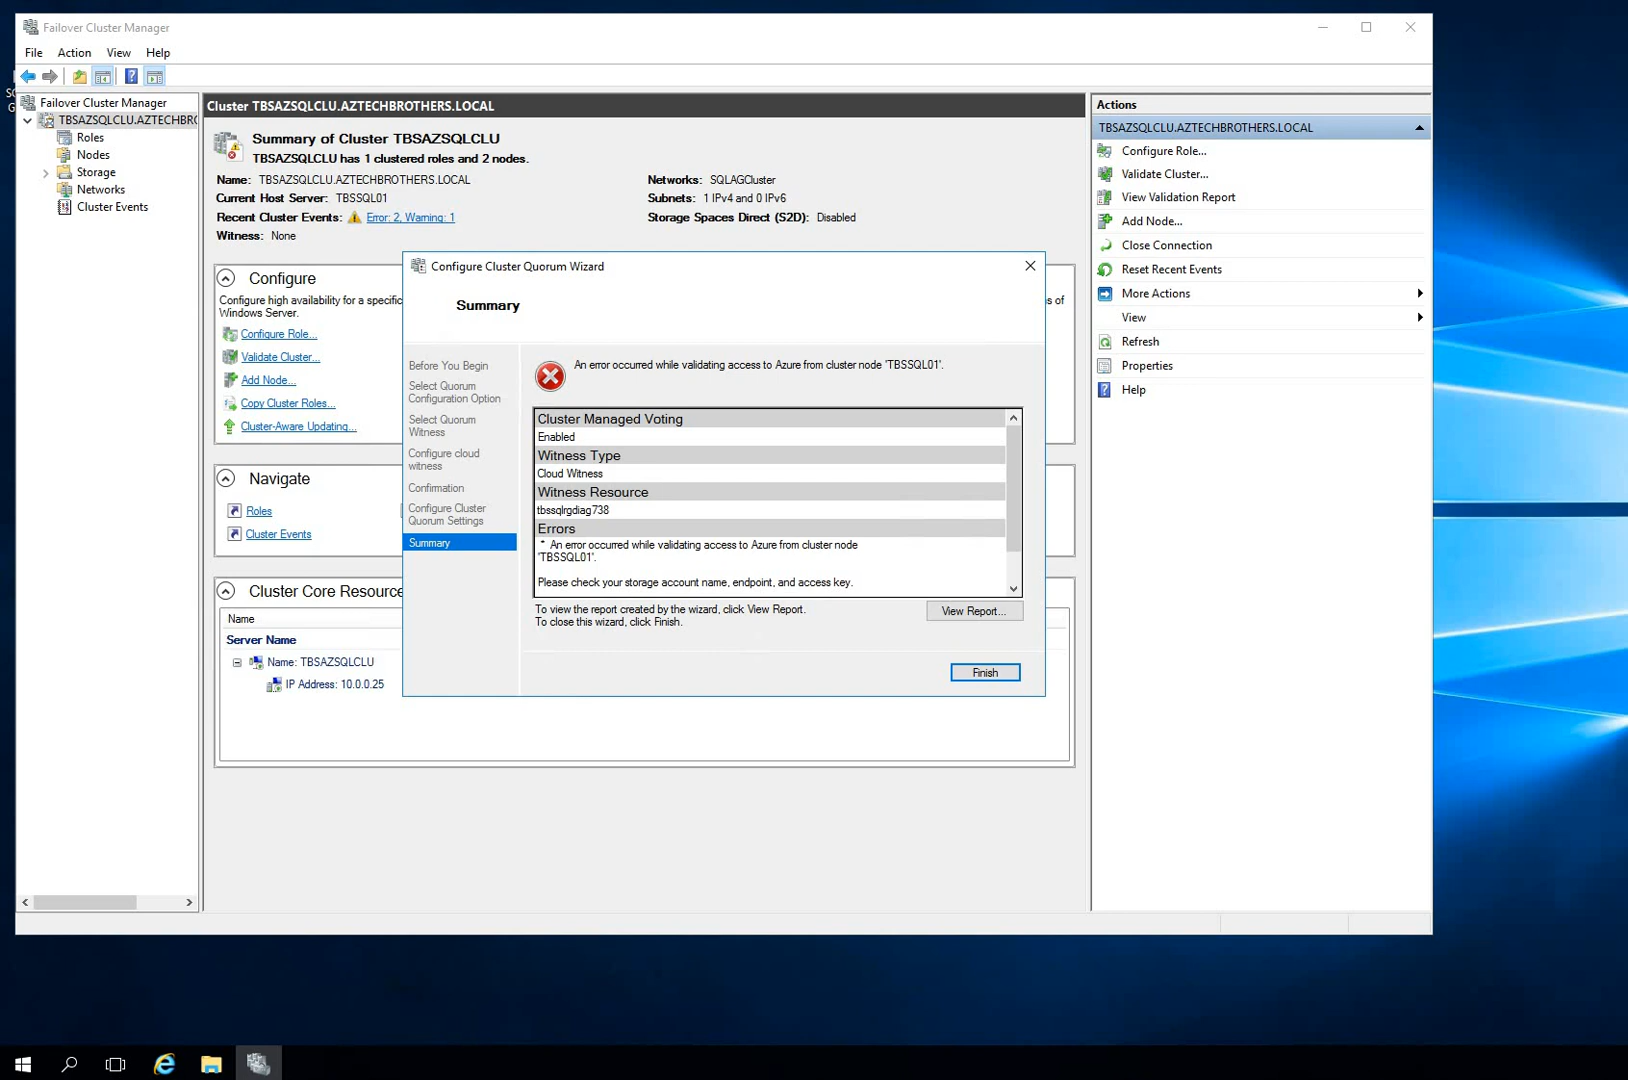 Failover Cluster Manager
File Action View Help
Failover Cluster Manager
TBSAZSQLCLU.AZTECHBRO
Roles
Nodes
Storage
Networks
Cluster Events
Cluster TBSAZSQLCLU.AZTECHBROTHERS.LOCAL
Summary of Cluster TBSAZSQLCLU
TBSAZSQLCLU has 1 clustered roles and 2 nodes.
Name: TBSAZSQLCLU.AZTECHBROTHERS.LOCAL
Networks: SQLAGCluster
Current Host Server: TBSSQL01
Subnets: 1 IPv4 and 0 IPv6
Recent Cluster Events: Error: 2, Warning: 1
Storage Spaces Direct (S2D): Disabled
Witness: None
Configure
Configure high availability for a specific
s of
Windows Server.
Configure Role...
Validate Cluster...
Add Node...
Copy Cluster Roles...
Cluster-Aware Updating...
Navigate
Roles
Cluster Events
Cluster Core Resource
Name
Server Name
Name: TBSAZSQLCLU
IP Address: 10.0.0.25
Configure Cluster Quorum Wizard
Summary
Before You Begin
Select Quorum
Configuration Option
Select Quorum
Witness
Configure cloud
witness
Confirmation
Configure Cluster
Quorum Settings
Summary
An error occurred while validating access to Azure from cluster node 'TBSSQL01'.
Cluster Managed Voting
Enabled
Witness Type
Cloud Witness
Witness Resource
tbssqlrgdiag738
Errors
* An error occurred while validating access to Azure from cluster node
'TBSSQL01'.
Please check your storage account name, endpoint, and access key.
To view the report created by the wizard, click View Report.
To close this wizard, click Finish.
View Report...
Finish
Actions
TBSAZSQLCLU.AZTECHBROTHERS.LOCAL
Configure Role...
Validate Cluster...
View Validation Report
Add Node...
Close Connection
Reset Recent Events
More Actions
View
Refresh
Properties
Help